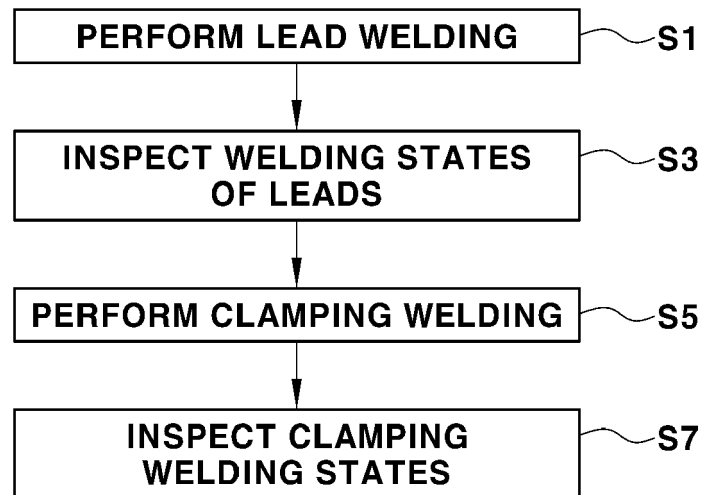 PERFORM LEAD WELDING S1
INSPECT WELDING STATES
OF LEADS
S3
PERFORM CLAMPING WELDING S5
INSPECT CLAMPING
WELDING STATES
S7